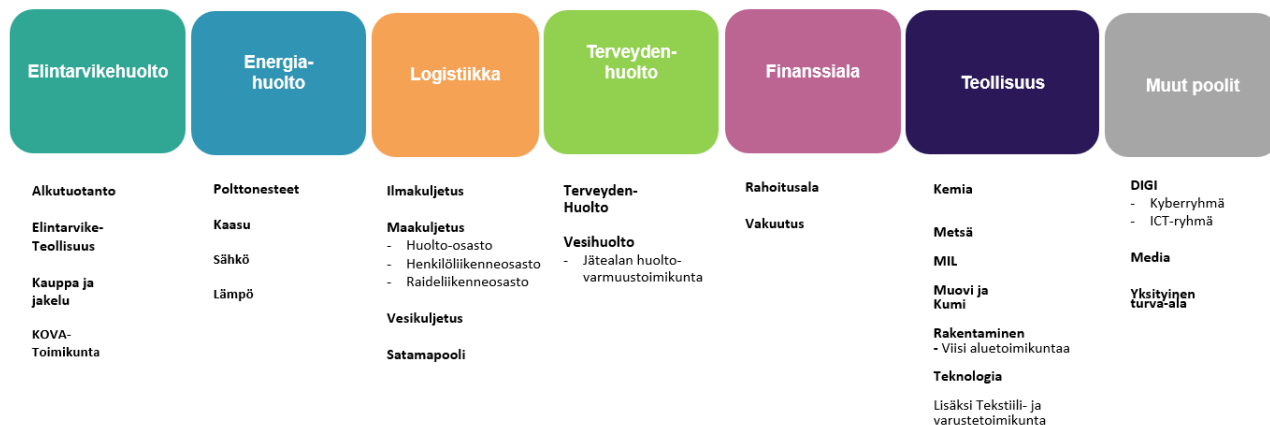 Elintarvikehuolto
Energia-
huolto
Logistiikka
Terveyden-
huolto
Finanssiala
Teollisuus
Muut poolit
Alkutuotanto
Elintarvike-
Teollisuus
Kauppa ja
jakelu
KOVA-
Toimikunta
Polttonesteet
Kaasu
Sähkö
Lämpö
Ilmakuljetus
Maakuljetus
- Huolto-osasto
- Henkilöliikenneosasto
- Raideliikenneosasto
Vesikuljetus
Satamapooli
Terveyden-
Huolto
Vesihuolto
- Jätealan huolto-
varmuustoimikunta
Rahoitusala
Vakuutus
Kemia
Metsä
MIL
Muovi ja
Kumi
Rakentaminen
- Viisi aluetoimikuntaa
Teknologia
Lisäksi Tekstiili- ja
varustetoimikunta
DIGI
- Kyberryhmä
- ICT-ryhmä
Media
Yksityinen
turva-ala